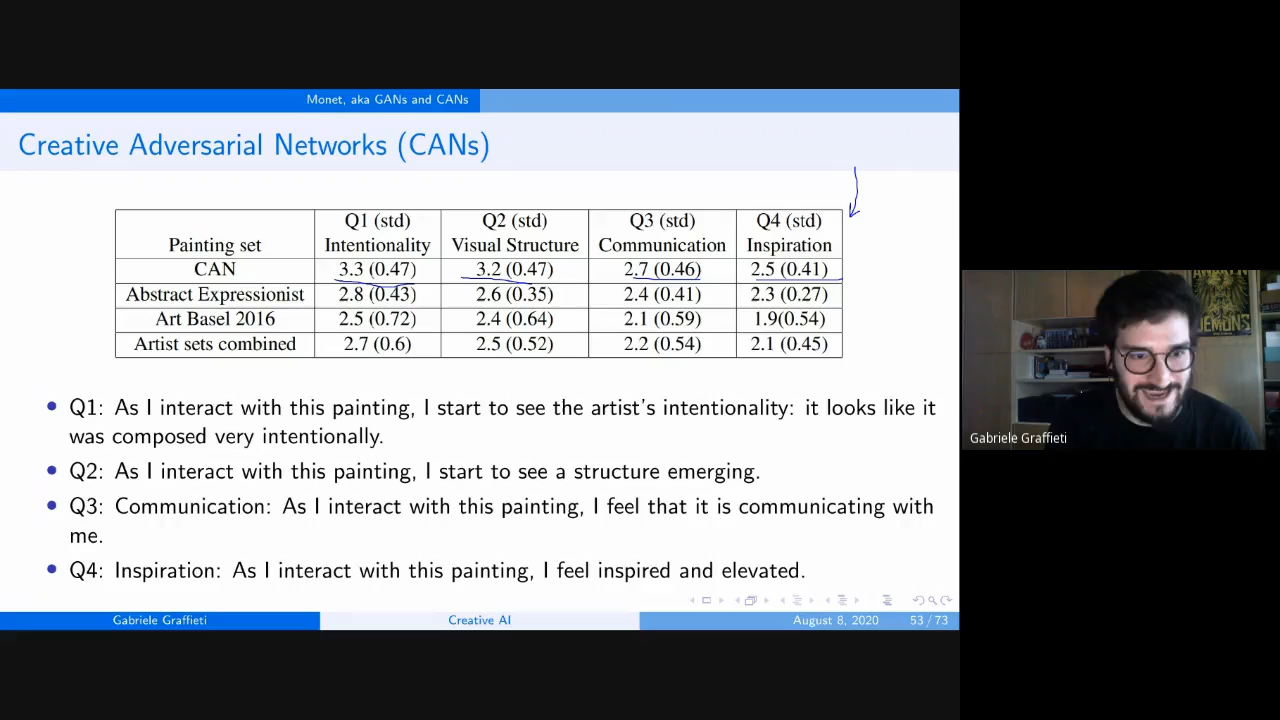 Monet, aka GANs and CANs
Creative Adversarial Networks (CANs)
Painting set Q1 (std) Intentionality Q2 (std) Visual Structure Q3 (std) Communication Q4 (std) Inspiration
CAN 3.3 (0.47) 3.2 (0.47) 2.7 (0.46) 2.5 (0.41)
Abstract Expressionist 2.8 (0.43) 2.6 (0.35) 2.4 (0.41) 2.3 (0.27)
Art Basel 2016 2.5 (0.72) 2.4 (0.64) 2.1 (0.59) 1.9(0.54)
Artist sets combined 2.7 (0.6) 2.5 (0.52) 2.2 (0.54) 2.1 (0.45)
• Q1: As I interact with this painting, I start to see the artist's intentionality: it looks like it
was composed very intentionally.
• Q2: As I interact with this painting, I start to see a structure emerging.
• Q3: Communication: As I interact with this painting, I feel that it is communicating with
me.
• Q4: Inspiration: As I interact with this painting, I feel inspired and elevated.
Gabriele Graffieti Creative AI August 8, 2020 53 / 73
DEMONS
Gabriele Graffieti